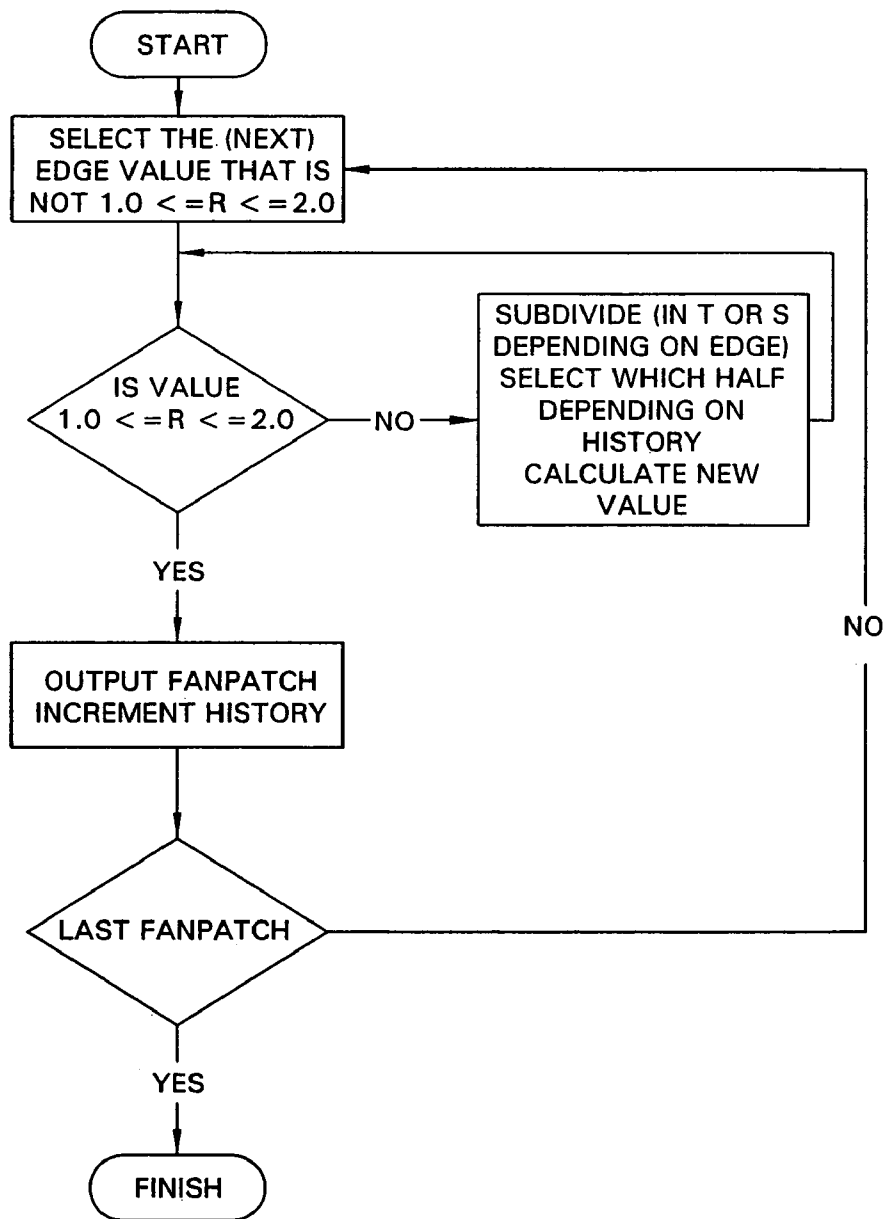 START
SELECT THE (NEXT)
EDGE VALUE THAT IS
NOT 1.0 < =R < =2.0
IS VALUE
1.0 < =R < =2.0
NO
SUBDIVIDE (IN T OR S
DEPENDING ON EDGE)
SELECT WHICH HALF
DEPENDING ON
HISTORY
CALCULATE NEW
VALUE
YES
OUTPUT FANPATCH
INCREMENT HISTORY
NO
LAST FANPATCH
YES
FINISH